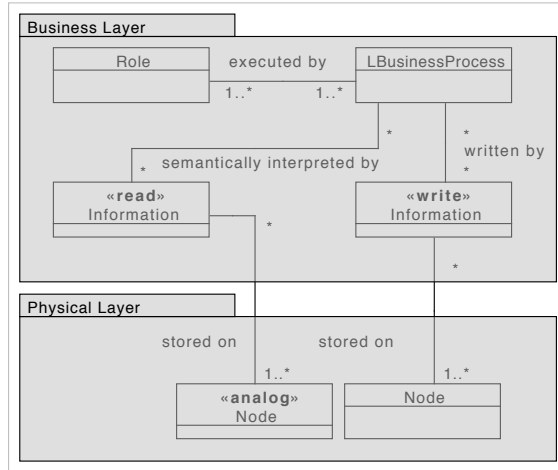 Business Layer
Role
executed by
LBusinessProcess
1..*
1..*
*
*
semantically interpreted by
written by
*
*
«read»
Information
«write»
Information
*
*
Physical Layer
stored on
stored on
1..*
1..*
«analog»
Node
Node